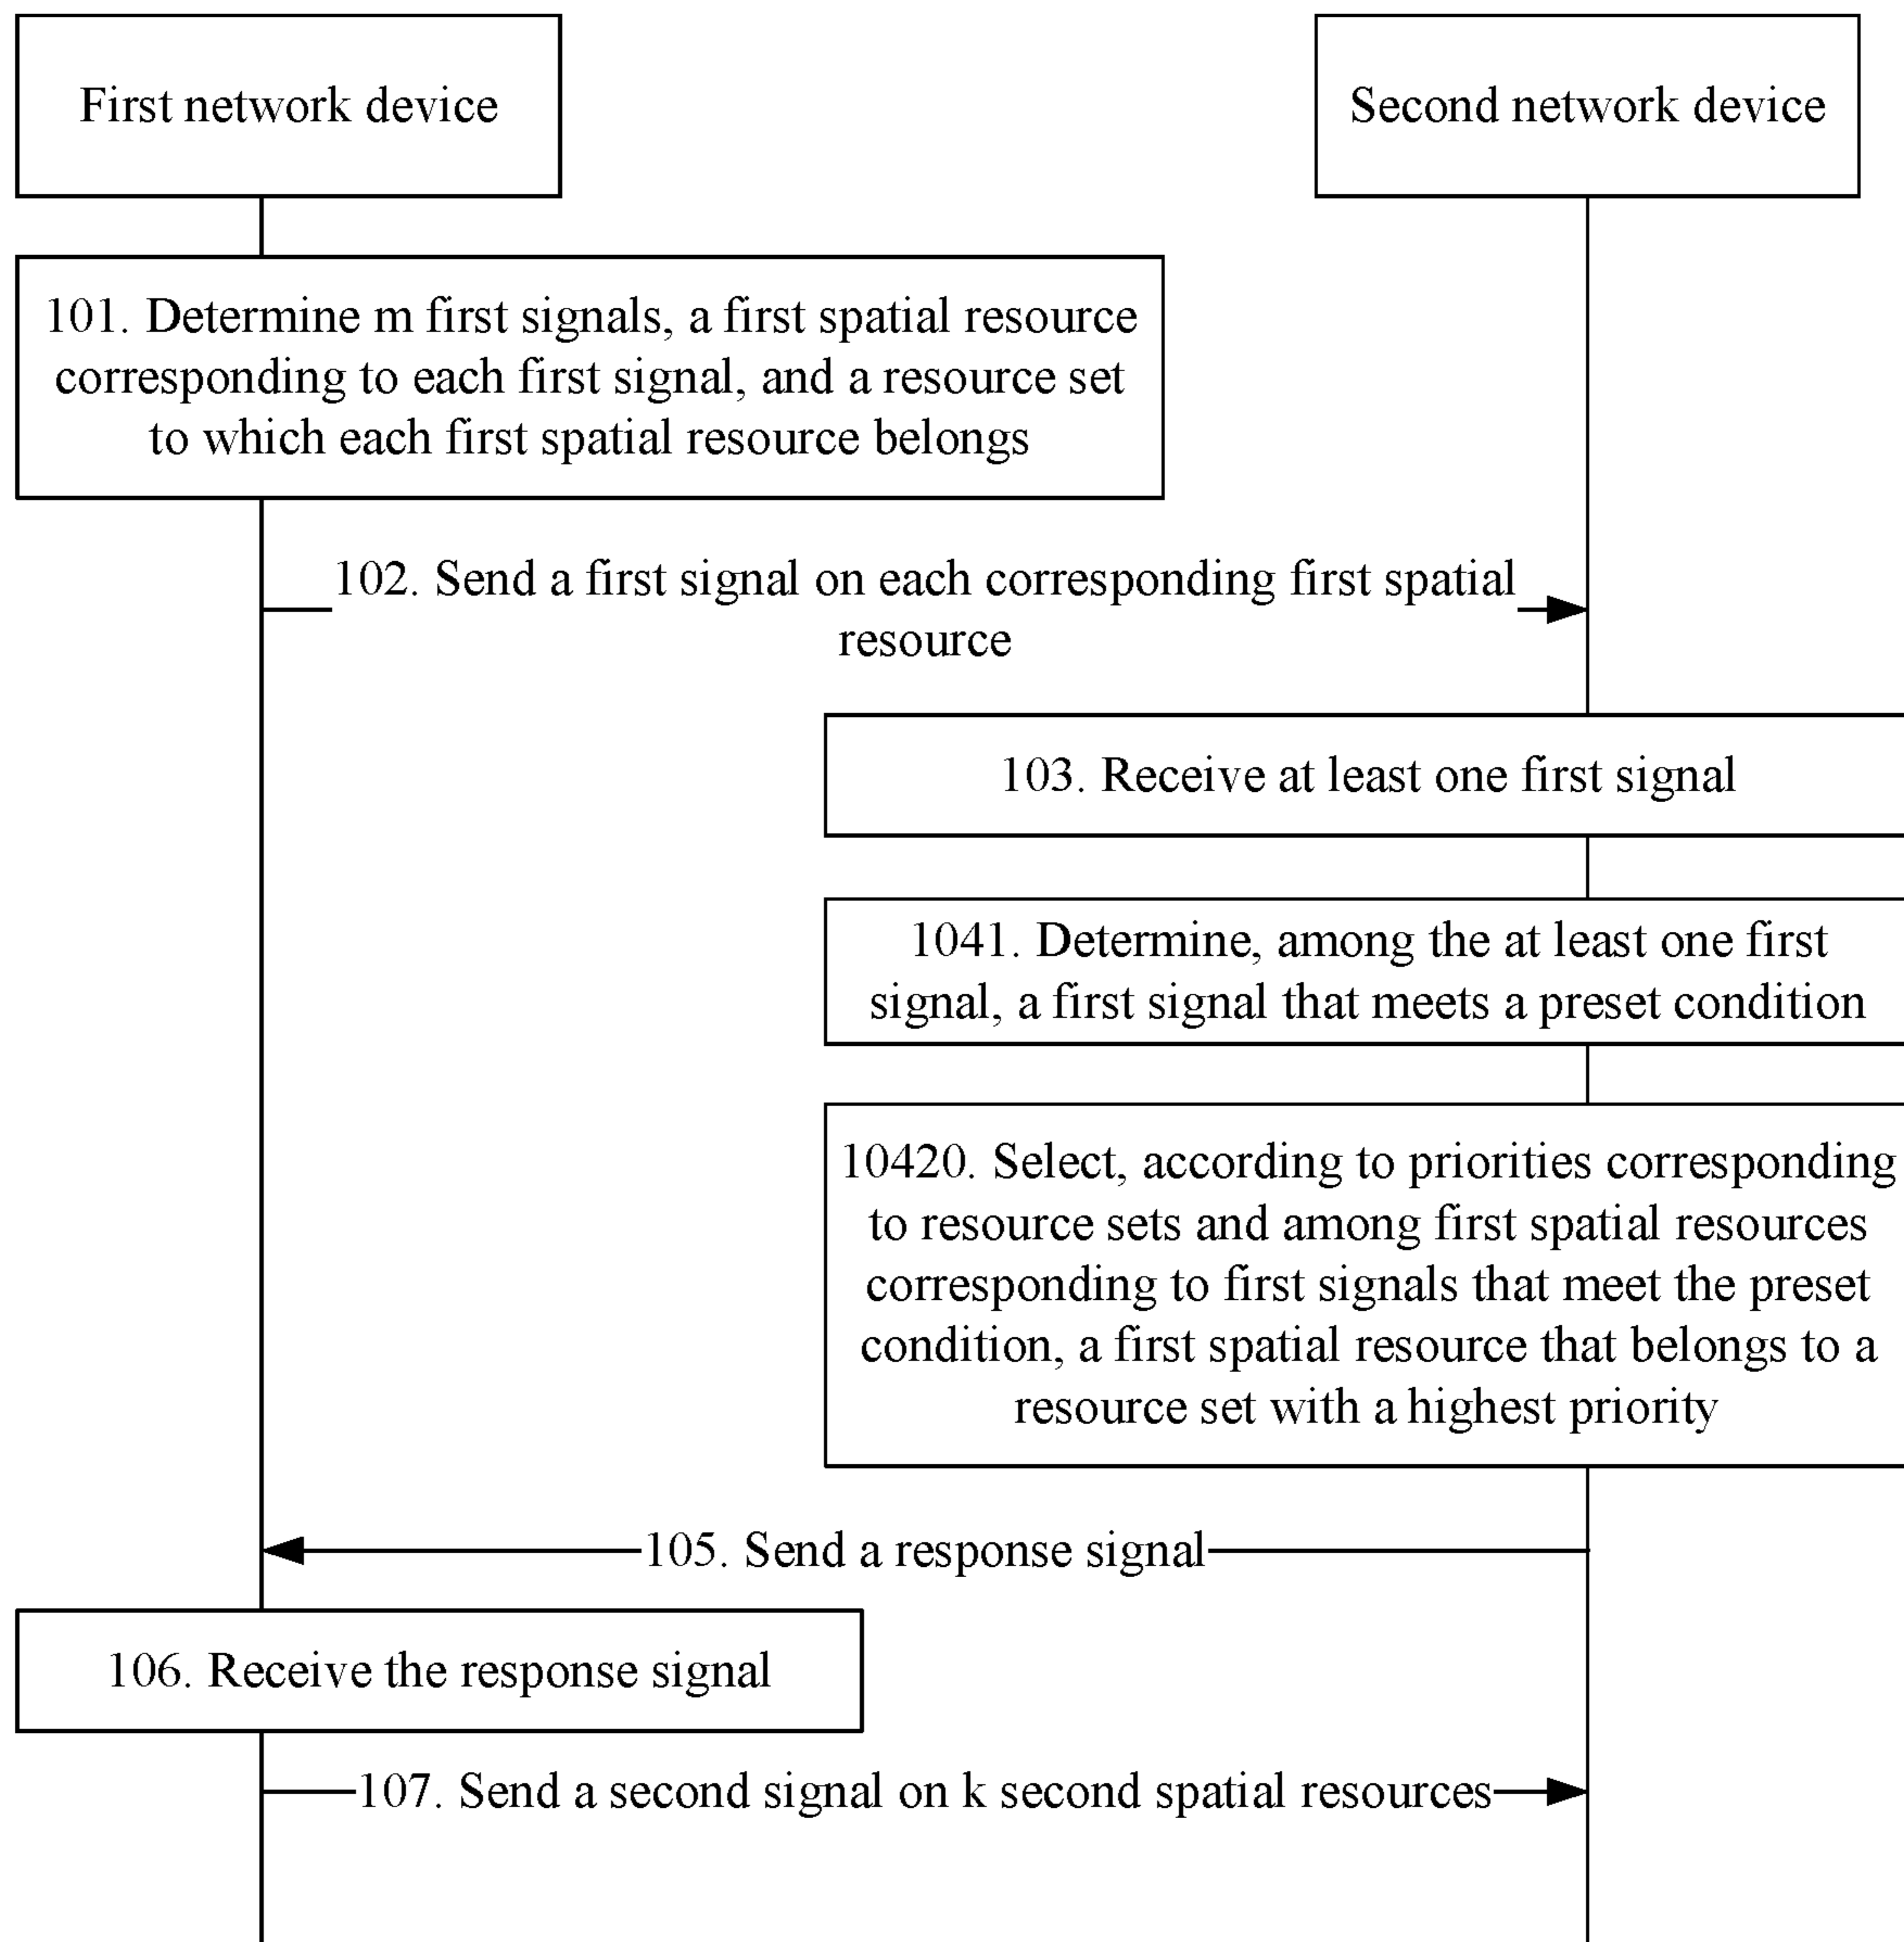 First network device
Second network device
101. Determine m first signals, a first spatial resource
corresponding to each first signal, and a resource set
to which each first spatial resource belongs
102. Send a first signal on each corresponding first spatial
resource
103. Receive at least one first signal
1041. Determine, among the at least one first
signal, a first signal that meets a preset condition
10420. Select, according to priorities corresponding
to resource sets and among first spatial resources
corresponding to first signals that meet the preset
condition, a first spatial resource that belongs to a
resource set with a highest priority
105. Send a response signal
106. Receive the response signal
107. Send a second signal on k second spatial resources